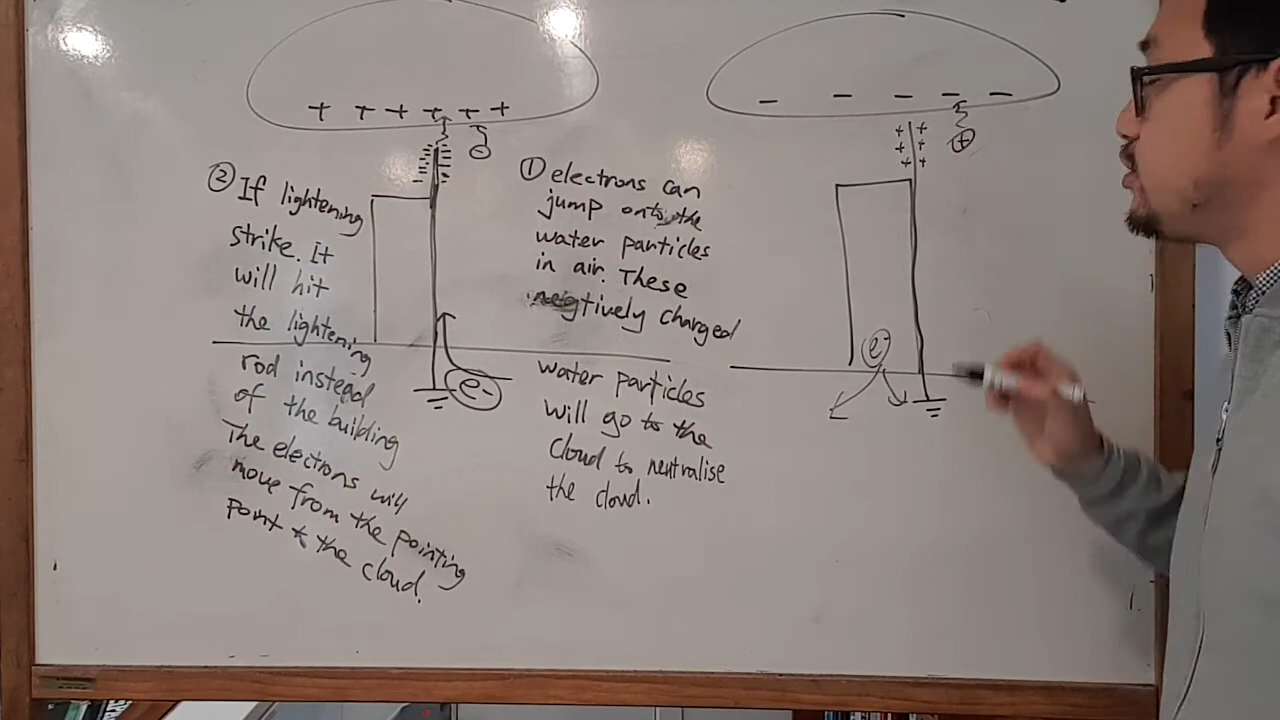 + + + + + +
- - - - -
② If lightening
strike. It
will hit
the lightening
rod instead
of the building
The electrons will
move from the pointing
point to the cloud.
① electrons can
jump onto the
water particles
in air. These
negtively charged
water particles
will go to the
cloud to neutralise
the cloud.
-
e-
+ +
+ +
+ +
+
e-